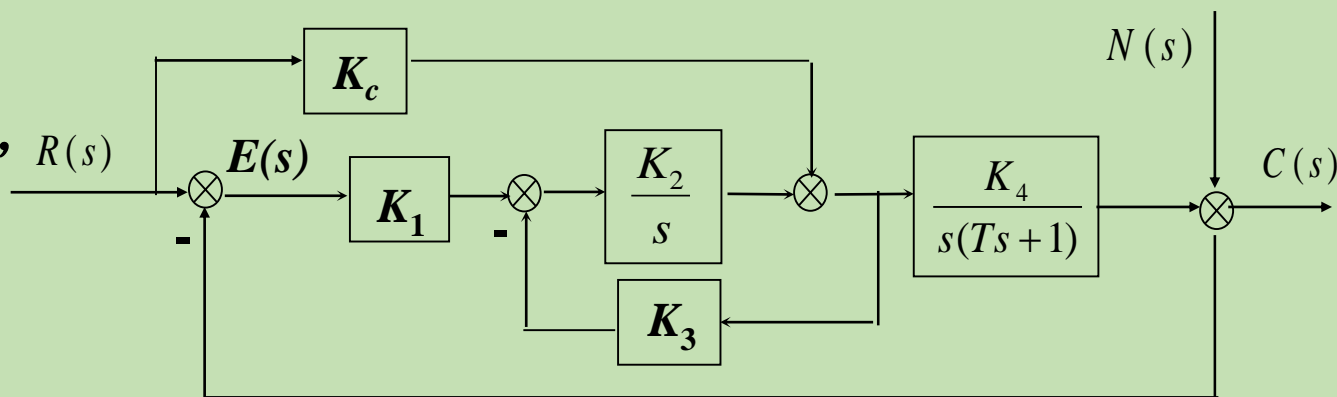 K_c
N(s)
, R(s)
E(s)
K_1
K_2
s
K_4
s(Ts+1)
C(s)
-
-
K_3